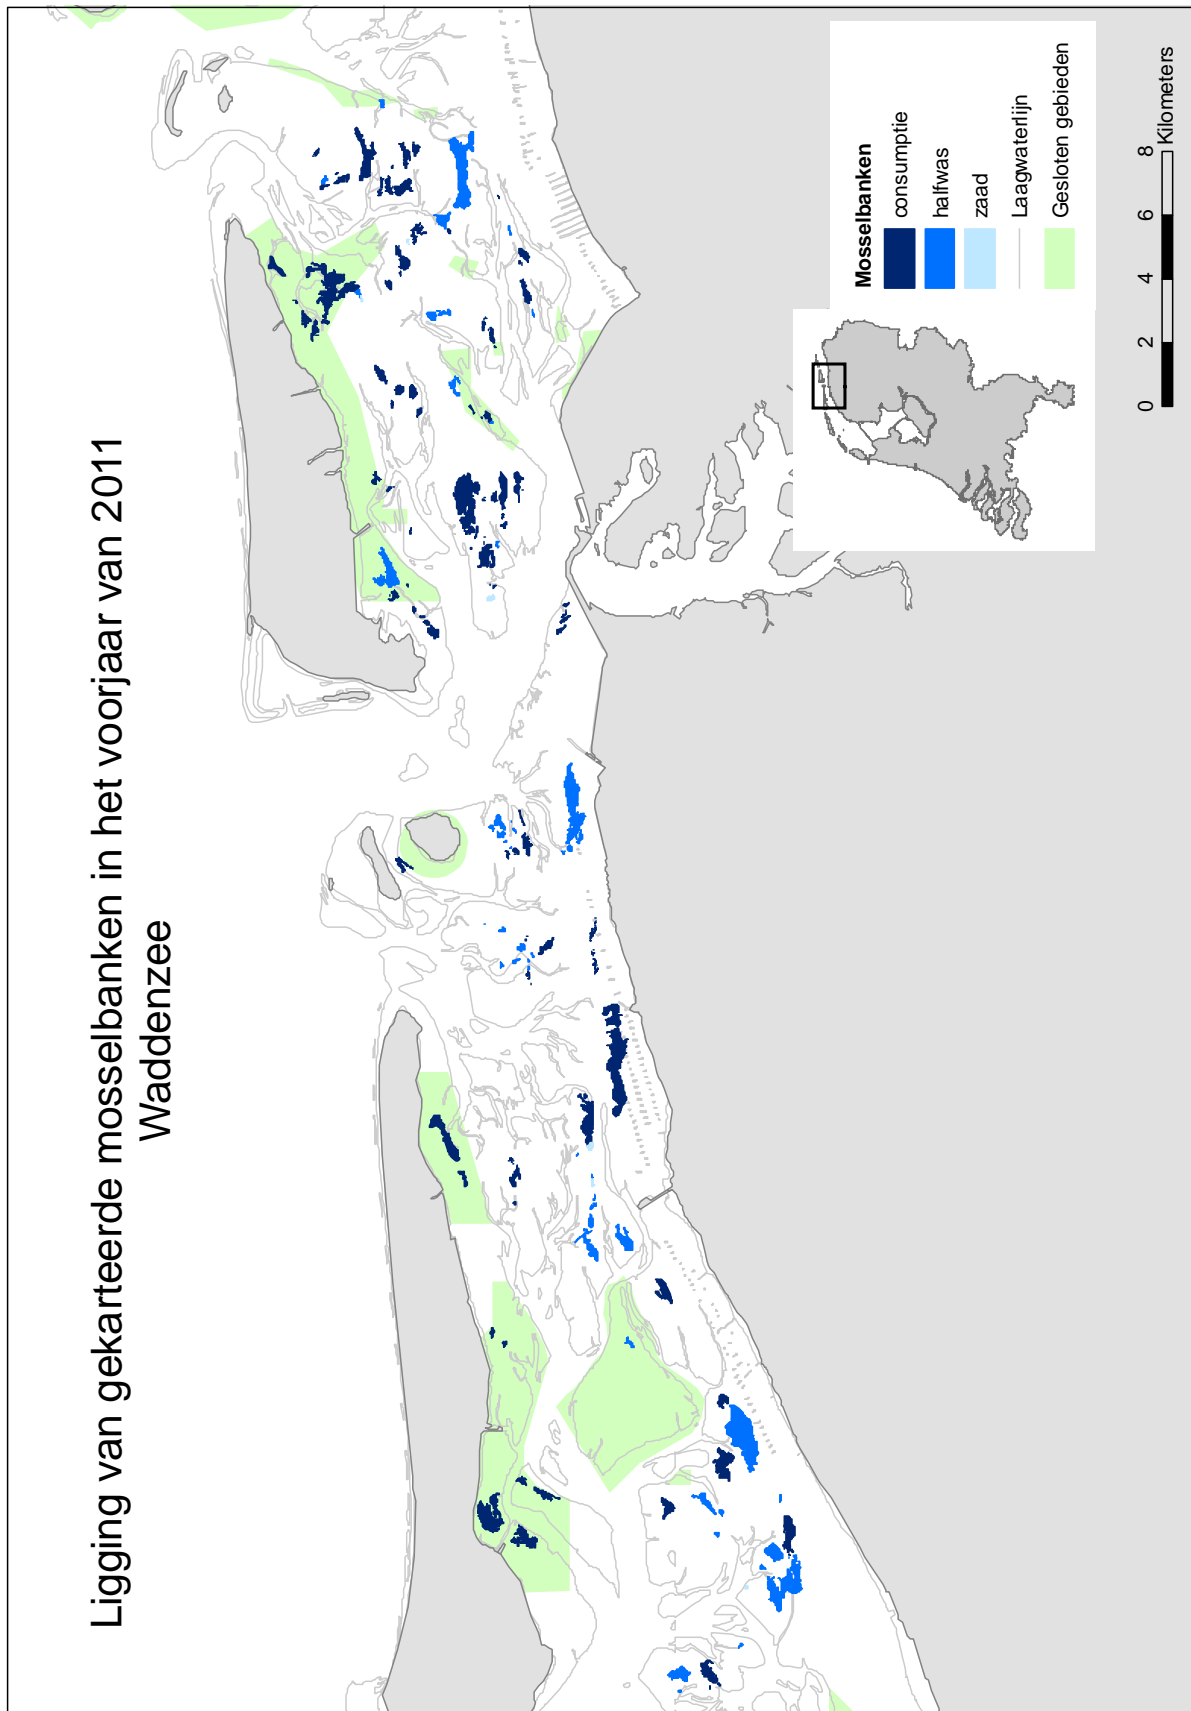 Ligging van gekarteerde mosselbanken in het voorjaar van 2011
Waddenzee
Mosselbanken
consumptie
halfwas
zaad
Laagwaterlijn
Gesloten gebieden
0 2 4 6 8
Kilometers